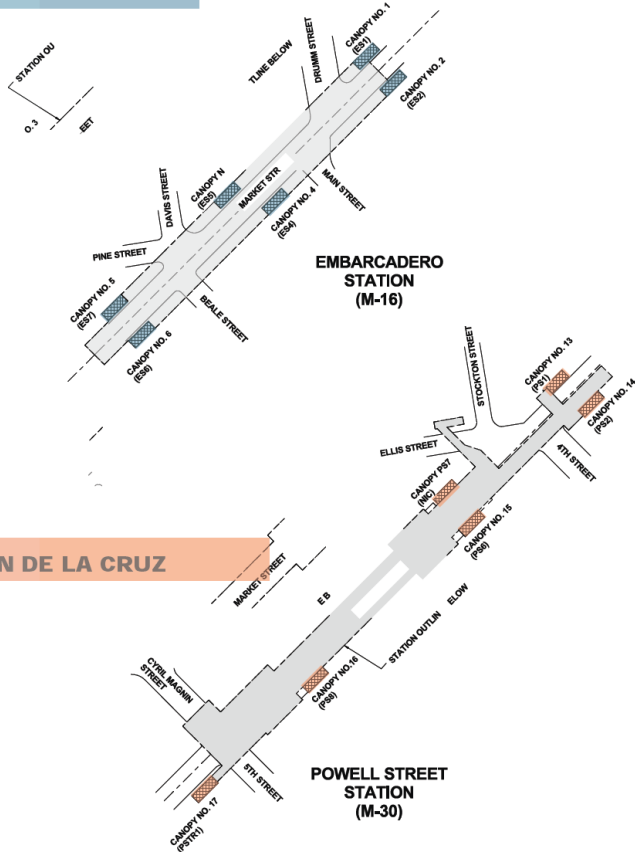 CANOPY NO. 1
(ES1)
STATION OU
TLINE BELOW
DRUMM STREET
CANOPY NO. 2
(ES2)
O. 3
EET
DAVIS STREET
CANOPY N
(ES5)
MARKET STR
MAIN STREET
CANOPY NO. 4
(ES4)
PINE STREET
EMBARCADERO
STATION
(M-16)
CANOPY NO. 5
(ES7)
BEALE STREET
CANOPY NO. 6
(ES6)
STOCKTON STREET
CANOPY NO. 13
(PS1)
CANOPY NO. 14
(PS2)
ELLIS STREET
4TH STREET
CANOPY PS7
(NIC)
CANOPY NO. 15
(PS6)
N DE LA CRUZ
MARKET STREET
E B
ELOW
STATION OUTLIN
CYRIL MAGNIN
STREET
CANOPY NO.16
(PS8)
5TH STREET
POWELL STREET
STATION
(M-30)
CANOPY NO. 17
(PSTR1)